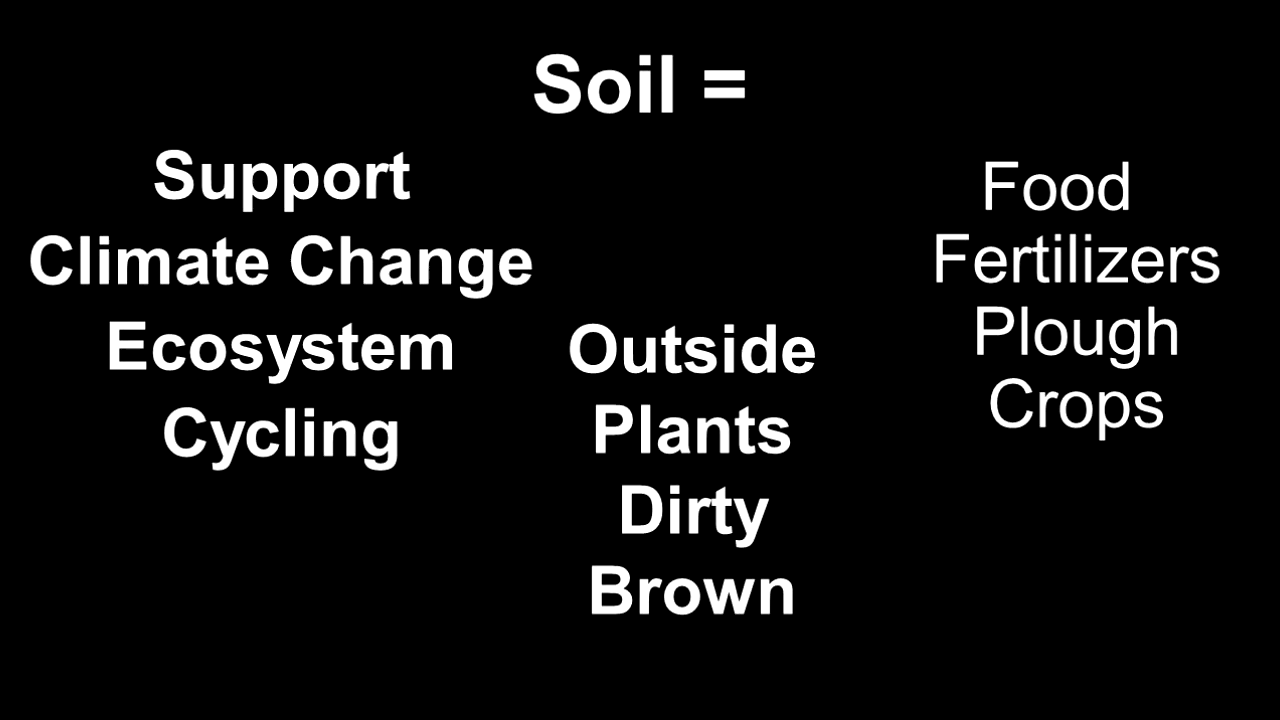 Soil =
Support
Climate Change
Ecosystem
Cycling
Outside
Plants
Dirty
Brown
Food
Fertilizers
Plough
Crops